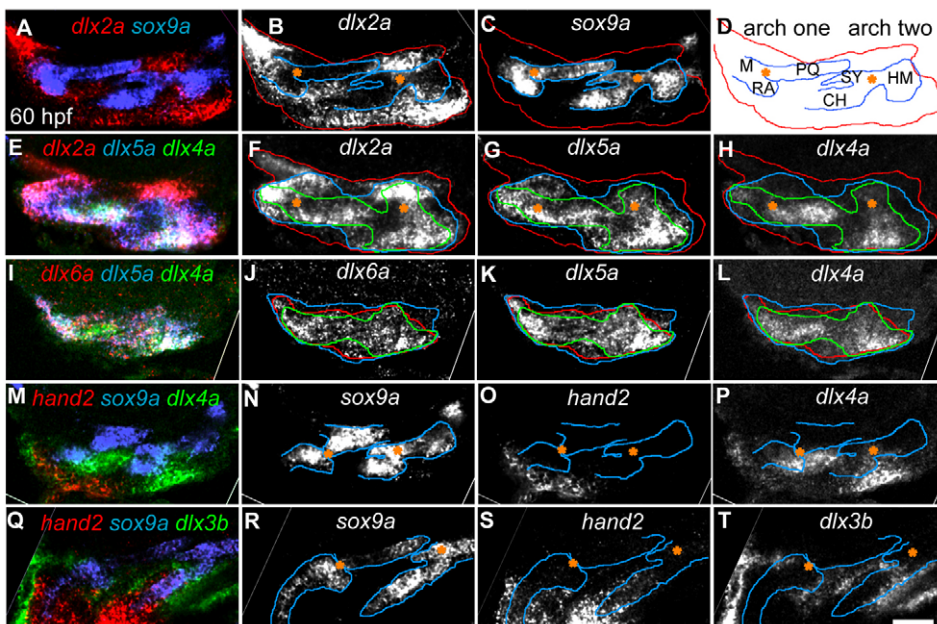 A dlx2a sox9a
60 hpf
B dlx2a
C sox9a
D arch one arch two
M PQ SY HM
RA CH
E dlx2a dlx5a dlx4a
F dlx2a
G dlx5a
H dlx4a
I dlx6a dlx5a dlx4a
J dlx6a
K dlx5a
L dlx4a
M hand2 sox9a dlx4a
N sox9a
O hand2
P dlx4a
Q hand2 sox9a dlx3b
R sox9a
S hand2
T dlx3b